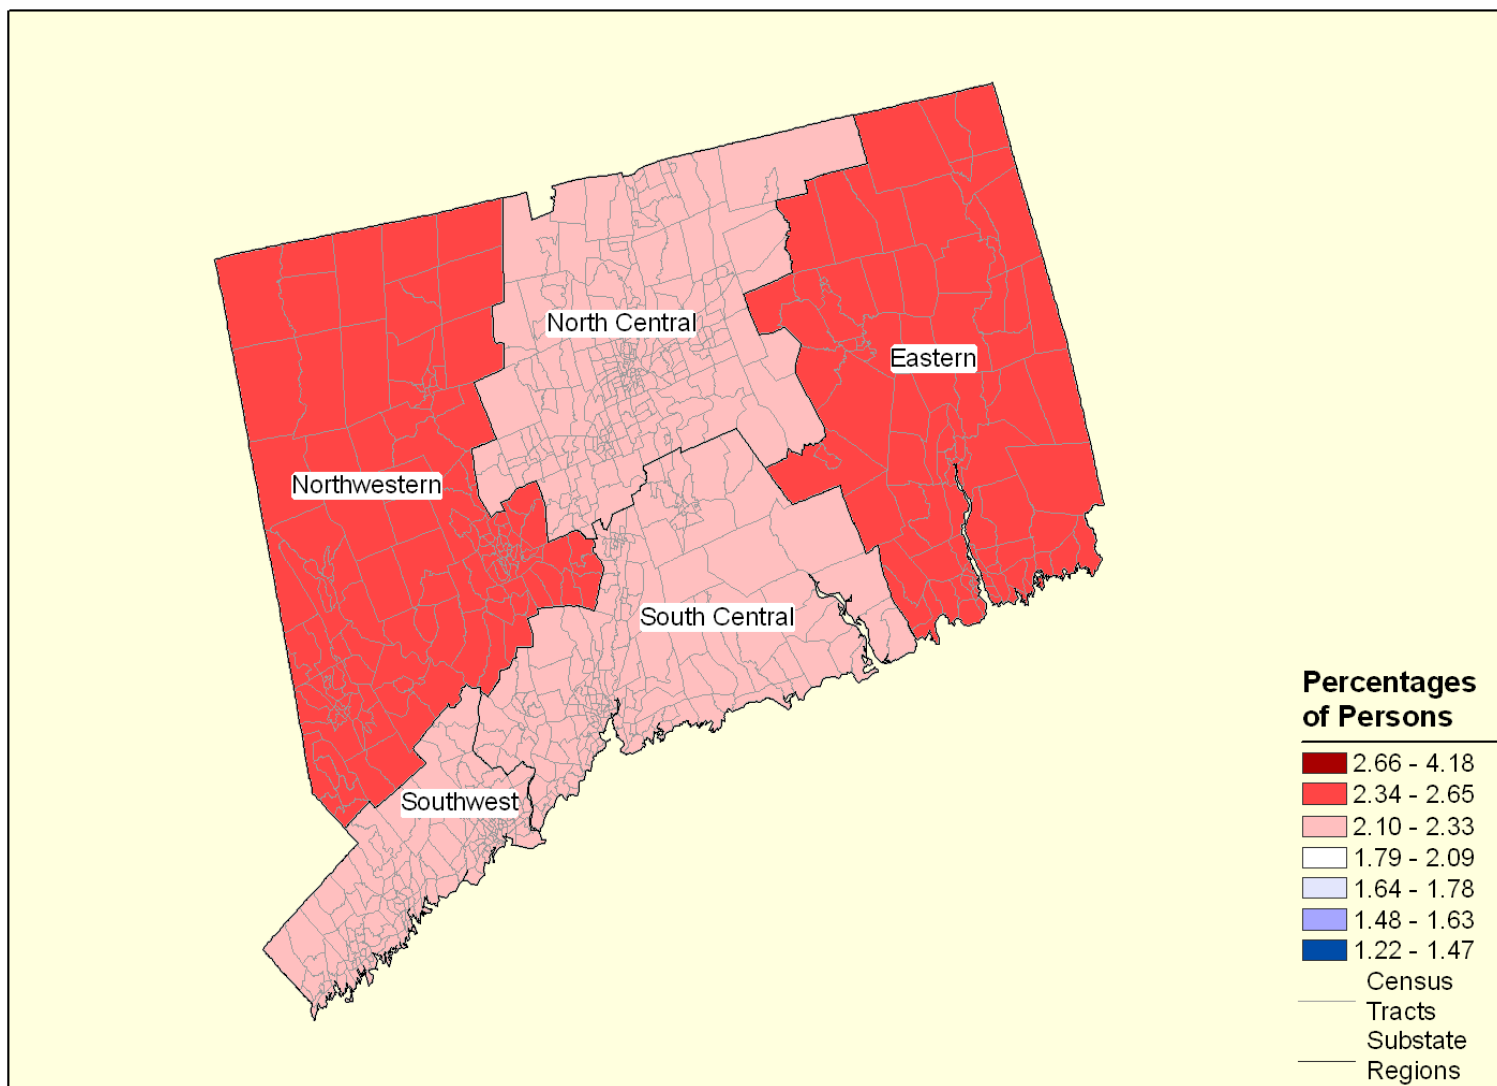 North Central
Eastern
Northwestern
South Central
Southwest
Percentages
of Persons
2.66 - 4.18
2.34 - 2.65
2.10 - 2.33
1.79 - 2.09
1.64 - 1.78
1.48 - 1.63
1.22 - 1.47
Census
Tracts
Substate
Regions